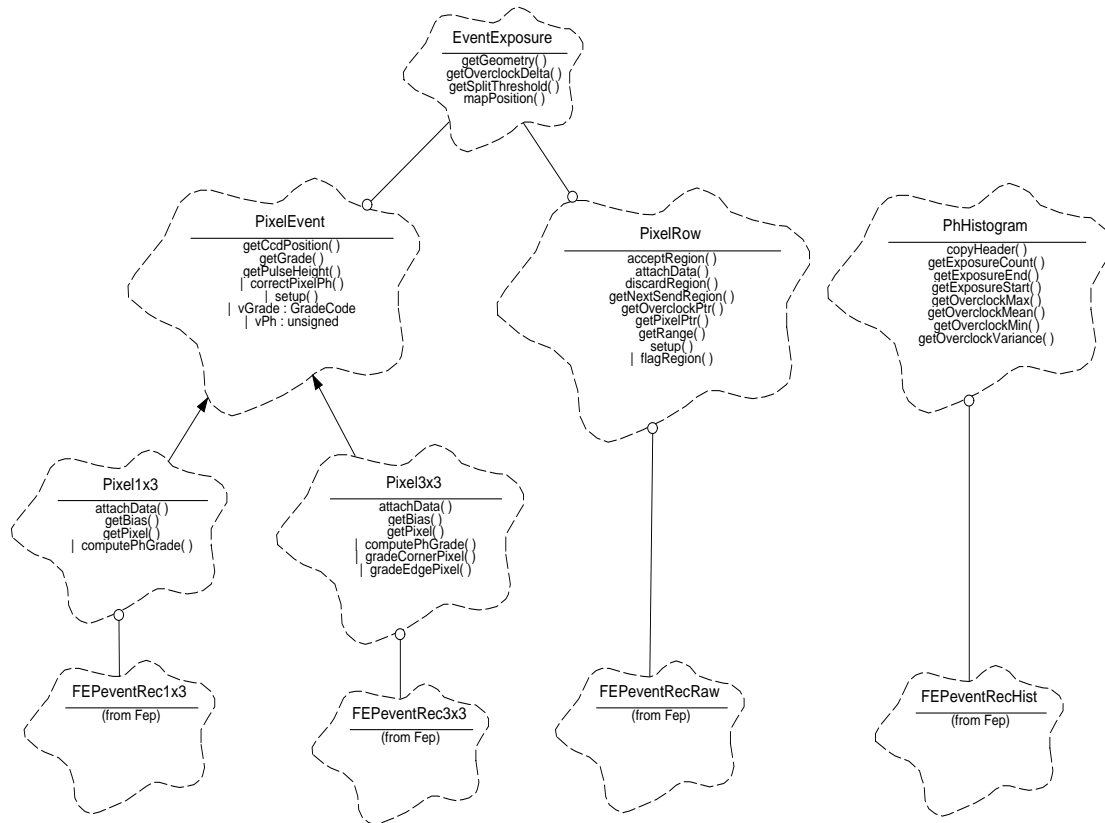 EventExposure
getGeometry( )
getOverclockDelta( )
getSplitThreshold( )
mapPosition( )
PixelEvent
getCcdPosition( )
getGrade( )
getPulseHeight( )
| correctPixelPh( )
| setup( )
| vGrade : GradeCode
| vPh : unsigned
PixelRow
acceptRegion( )
attachData( )
discardRegion( )
getNextSendRegion( )
getOverclockPtr( )
getPixelPtr( )
getRange( )
setup( )
| flagRegion( )
PhHistogram
copyHeader( )
getExposureCount( )
getExposureEnd( )
getExposureStart( )
getOverclockMax( )
getOverclockMean( )
getOverclockMin( )
getOverclockVariance( )
Pixel1x3
attachData( )
getBias( )
getPixel( )
| computePhGrade( )
Pixel3x3
attachData( )
getBias( )
getPixel( )
| computePhGrade( )
| gradeCornerPixel( )
| gradeEdgePixel( )
FEPeventRec1x3
(from Fep)
FEPeventRec3x3
(from Fep)
FEPeventRecRaw
(from Fep)
FEPeventRecHist
(from Fep)